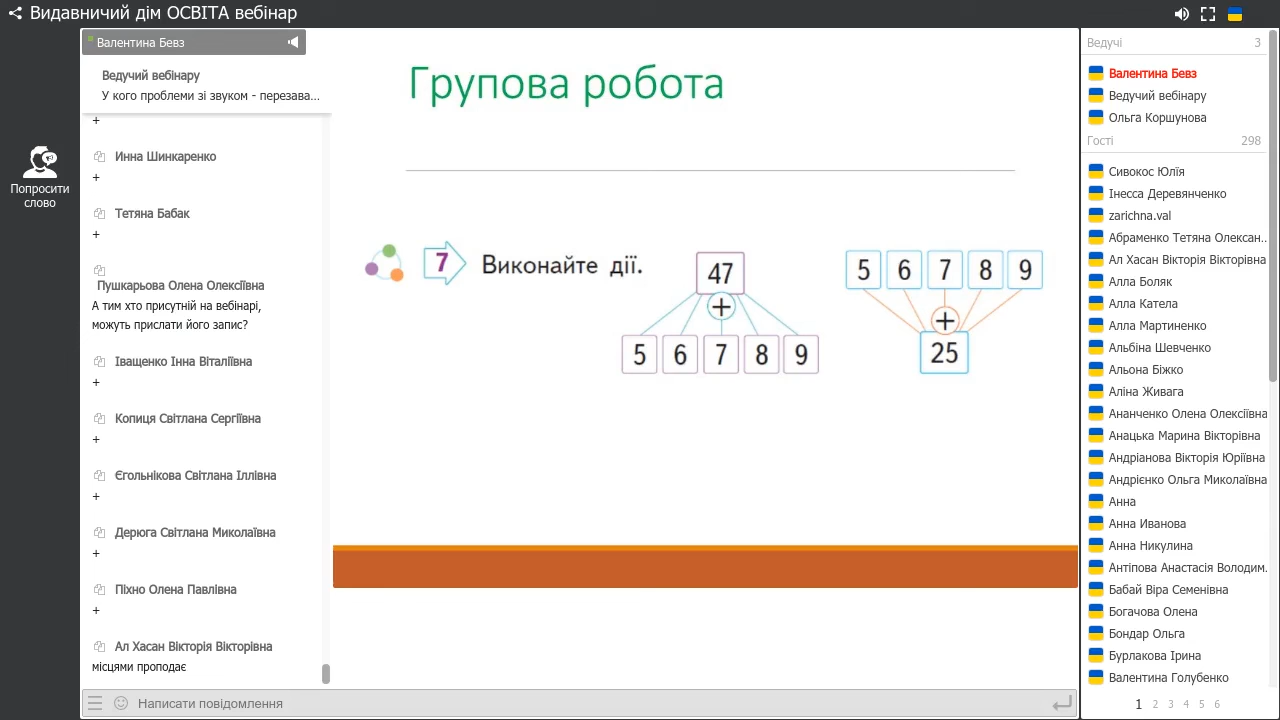 Видавничий дім ОСВІТА вебінар
Попросити
слово
Валентина Бевз
Ведучий вебінару
У кого проблеми зі звуком - перезава...
+
Инна Шинкаренко
+
Тетяна Бабак
+
Пушкарьова Олена Олексіївна
А тим хто присутній на вебінарі,
можуть прислати його запис?
Іващенко Інна Віталіївна
+
Копиця Світлана Сергіївна
+
Єгольнікова Світлана Іллівна
+
Дерюга Світлана Миколаївна
+
Піхно Олена Павлівна
+
Ал Хасан Вікторія Вікторівна
місцями проподає
Написати повідомлення
Групова робота
7 Виконайте дії.
47
+
5 6 7 8 9
5 6 7 8 9
+
25
Ведучі 3
Валентина Бевз
Ведучий вебінару
Ольга Коршунова
Гості 298
Сивокос Юлїя
Інесса Деревянченко
zarichna.val
Абраменко Тетяна Олексан..
Ал Хасан Вікторія Вікторівна
Алла Боляк
Алла Катела
Алла Мартиненко
Альбіна Шевченко
Альона Біжко
Аліна Живага
Ананченко Олена Олексіївна
Анацька Марина Вікторівна
Андріанова Вікторія Юріївна
Андрієнко Ольга Миколаївна
Анна
Анна Иванова
Анна Никулина
Антіпова Анастасія Володим.
Бабай Віра Семенівна
Богачова Олена
Бондар Ольга
Бурлакова Ірина
Валентина Голубенко
1 2 3 4 5 6